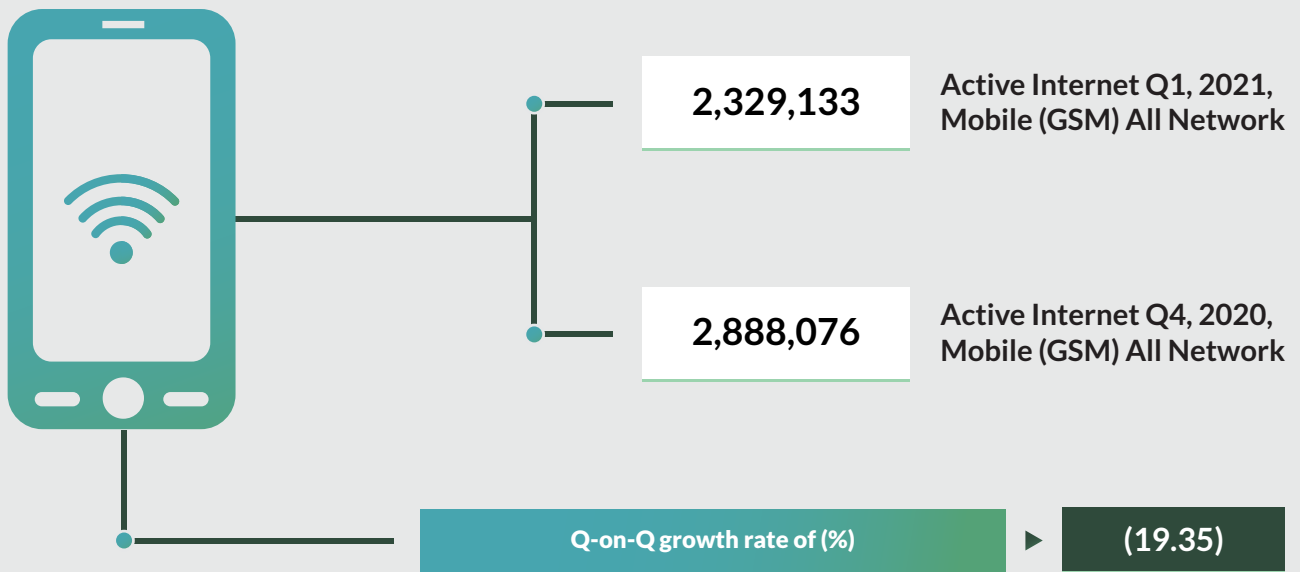 2,329,133
Active Internet Q1, 2021,
Mobile (GSM) All Network
2,888,076
Active Internet Q4, 2020,
Mobile (GSM) All Network
Q-on-Q growth rate of (%)
(19.35)